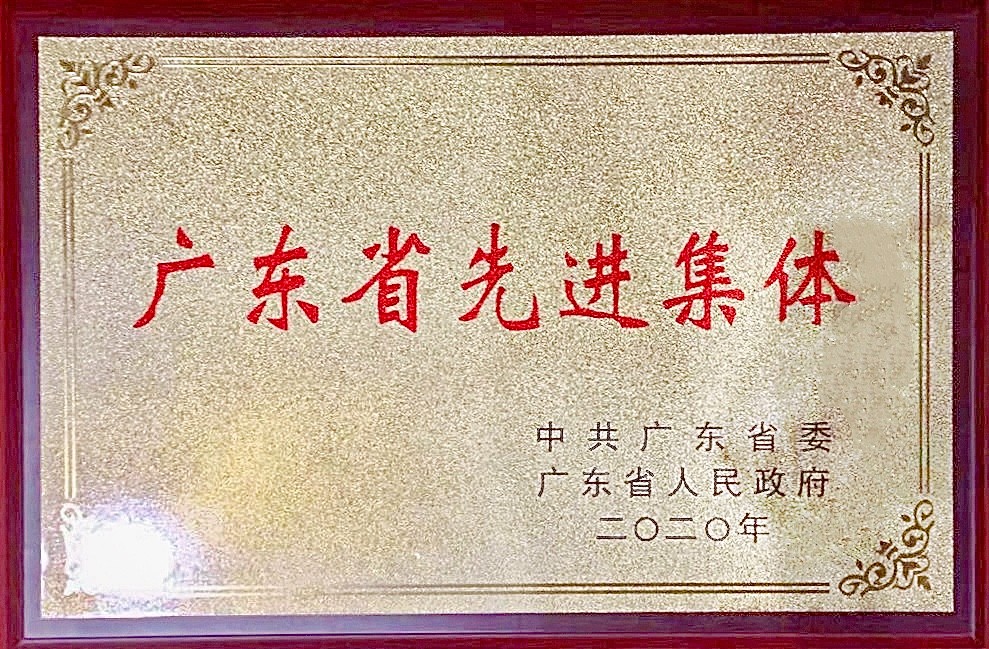 广东省先进集体
中共广东省委
广东省人民政府
二〇二〇年